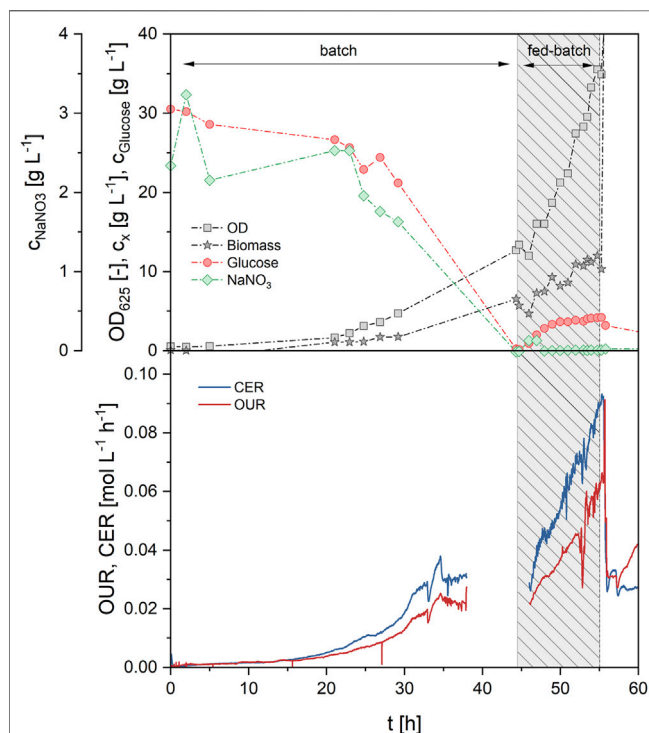 batch
fed-batch
c_NaNO3 [g L⁻¹]
4
3
2
1
0
OD₆₂₅ [-], c_x [g L⁻¹], c_Glucose [g L⁻¹]
40
30
20
10
0
OD
Biomass
Glucose
NaNO₃
OUR, CER [mol L⁻¹ h⁻¹]
0.10
0.08
0.06
0.04
0.02
0.00
CER
OUR
0 10 20 30 40 50 60
t [h]